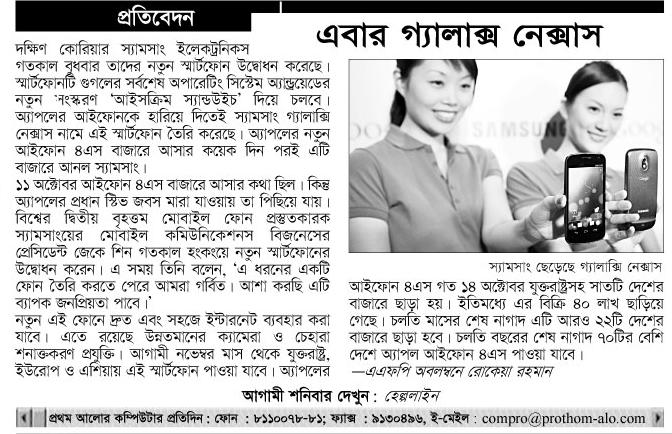 প্রতিবেদন
এবার গ্যালাক্স নেক্সাস
দক্ষিণ কোরিয়ার স্যামসাং ইলেকট্রনিকস
গতকাল বুধবার তাদের নতুন স্মার্টফোন উদ্বোধন করেছে।
স্মার্টফোনটি গুগলের সর্বশেষ অপারেটিং সিস্টেম অ্যান্ড্রয়েডের
নতুন সংস্করণ ‘আইসক্রিম স্যান্ডউইচ’ দিয়ে চলবে।
অ্যাপলের আইফোনকে হারিয়ে দিতেই স্যামসাং গ্যালাক্সি
নেক্সাস নামে এই স্মার্টফোন তৈরি করেছে। অ্যাপলের নতুন
আইফোন ৪এস বাজারে আসার কয়েক দিন পরই এটি
বাজারে আনল স্যামসাং।
১১ অক্টোবর আইফোন ৪এস বাজারে আসার কথা ছিল। কিন্তু
অ্যাপলের প্রধান স্টিভ জবস মারা যাওয়ায় তা পিছিয়ে যায়।
বিশ্বের দ্বিতীয় বৃহত্তম মোবাইল ফোন প্রস্তুতকারক
স্যামসাংয়ের মোবাইল কমিউনিকেশনস বিজনেসের
প্রেসিডেন্ট জেকে শিন গতকাল হংকংয়ে নতুন স্মার্টফোনের
উদ্বোধন করেন। এ সময় তিনি বলেন, ‘এ ধরনের একটি
ফোন তৈরি করতে পেরে আমরা গর্বিত। আশা করছি এটি
ব্যাপক জনপ্রিয়তা পাবে।’
নতুন এই ফোনে দ্রুত এবং সহজে ইন্টারনেট ব্যবহার করা
যাবে। এতে রয়েছে উন্নতমানের ক্যামেরা ও চেহারা
শনাক্তকরণ প্রযুক্তি। আগামী নভেম্বর মাস থেকে যুক্তরাষ্ট্র,
ইউরোপ ও এশিয়ায় এই স্মার্টফোন পাওয়া যাবে। অ্যাপলের
SAMSUNG
স্যামসাং ছেড়েছে গ্যালাক্সি নেক্সাস
আইফোন ৪এস গত ১৪ অক্টোবর যুক্তরাষ্ট্রসহ সাতটি দেশের
বাজারে ছাড়া হয়। ইতিমধ্যে এর বিক্রি ৪০ লাখ ছাড়িয়ে
গেছে। চলতি মাসের শেষ নাগাদ এটি আরও ২২টি দেশের
বাজারে ছাড়া হবে। চলতি বছরের শেষ নাগাদ ৭০টির বেশি
দেশে অ্যাপল আইফোন ৪এস পাওয়া যাবে।
—এএফপি অবলম্বনে রোকেয়া রহমান
আগামী শনিবার দেখুন : হেল্পলাইন
প্রথম আলোর কম্পিউটার প্রতিদিন : ফোন : ৮১১০০৭৮-৮১; ফ্যাক্স : ৯১৩০৪৯৬, ই-মেইল : compro@prothom-alo.com